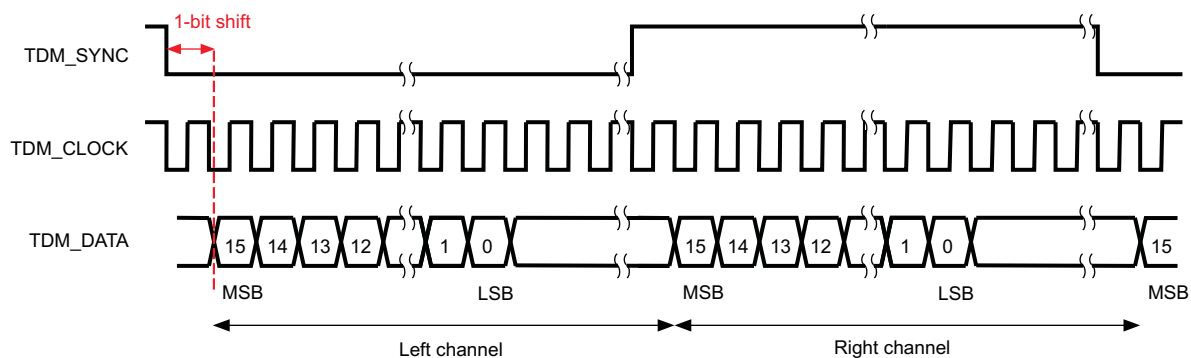 1-bit shift
TDM_SYNC
TDM_CLOCK
TDM_DATA
15 14 13 12 1 0 15 14 13 12 1 0 15
MSB LSB MSB LSB MSB
Left channel Right channel